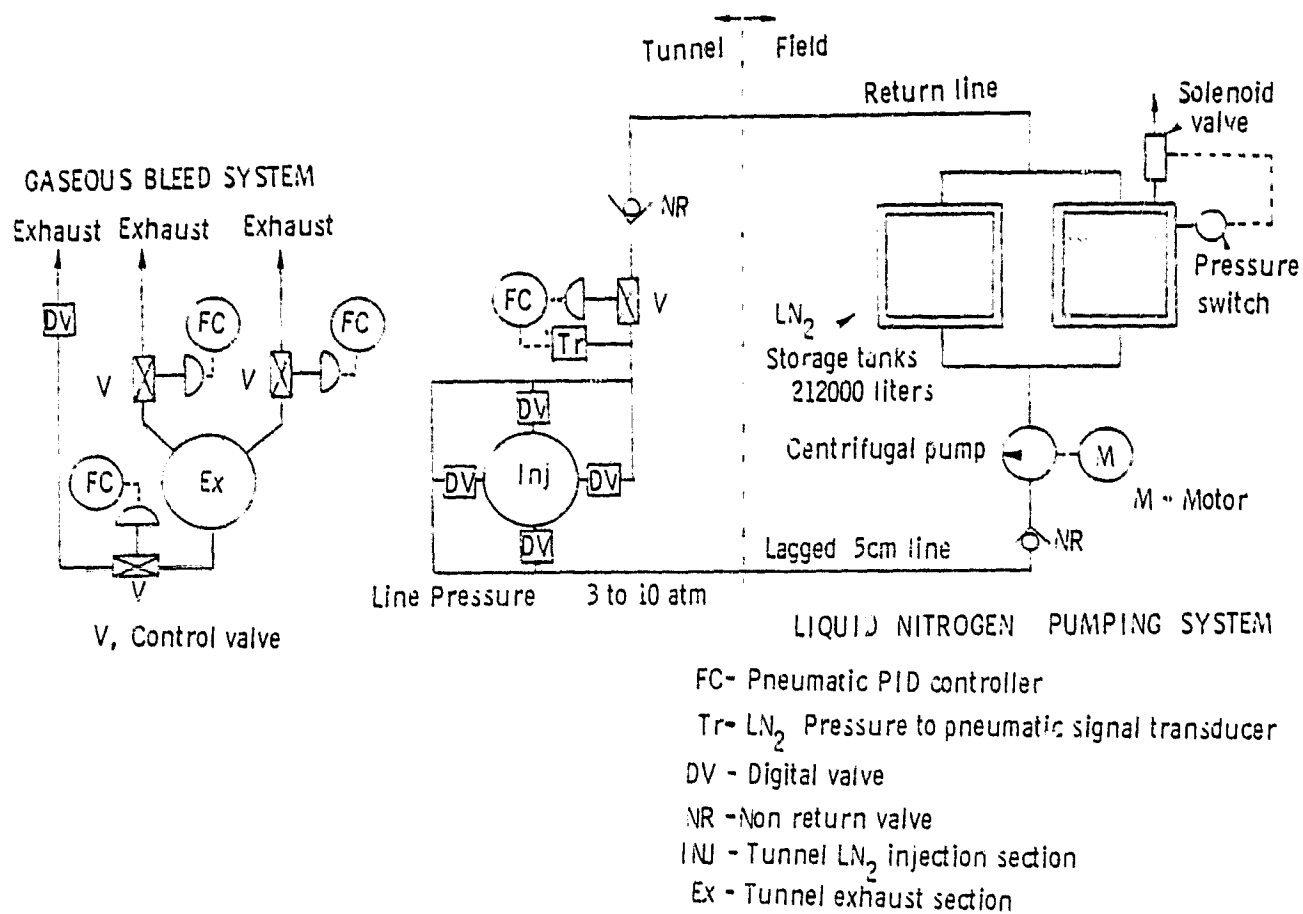 Tunnel Field
Return line
Solenoid
valve
GASEOUS BLEED SYSTEM
Exhaust Exhaust Exhaust
NR
Pressure
switch
DV
FC
FC
FC
V
V
V
Tr
LN2
Storage tanks
212000 liters
DV
Centrifugal pump
M
M - Motor
FC
Ex
DV
Inj
DV
DV
NR
Lagged 5cm line
V
Line Pressure 3 to 10 atm
V, Control valve
LIQUID NITROGEN PUMPING SYSTEM
FC- Pneumatic PID controller
Tr- LN2 Pressure to pneumatic signal transducer
DV - Digital valve
NR -Non return valve
INJ - Tunnel LN2 injection section
Ex - Tunnel exhaust section